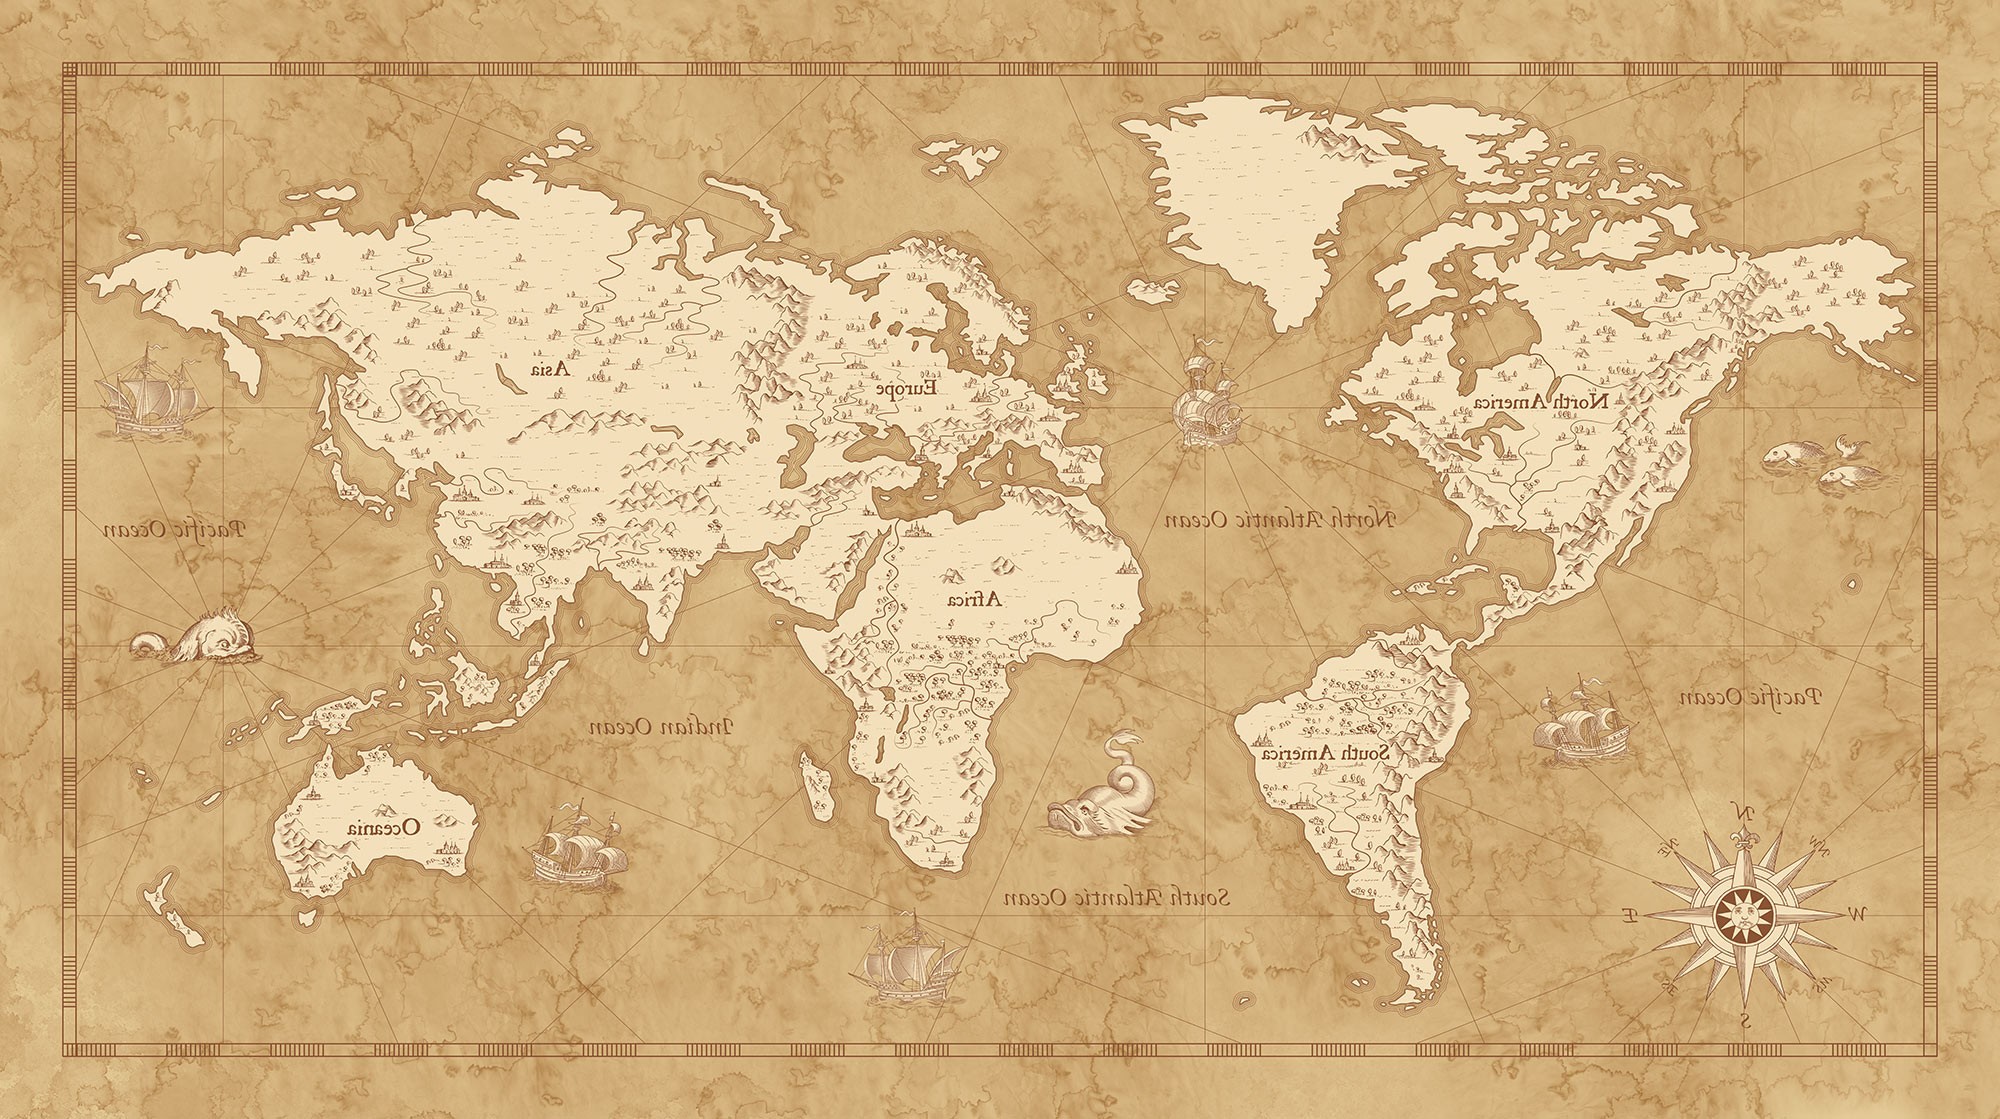 Asia
Europe
North America
Pacific Ocean
North Atlantic Ocean
Africa
Pacific Ocean
Indian Ocean
South America
Oceania
South Atlantic Ocean
N
NE
NW
E
W
SE
SW
S